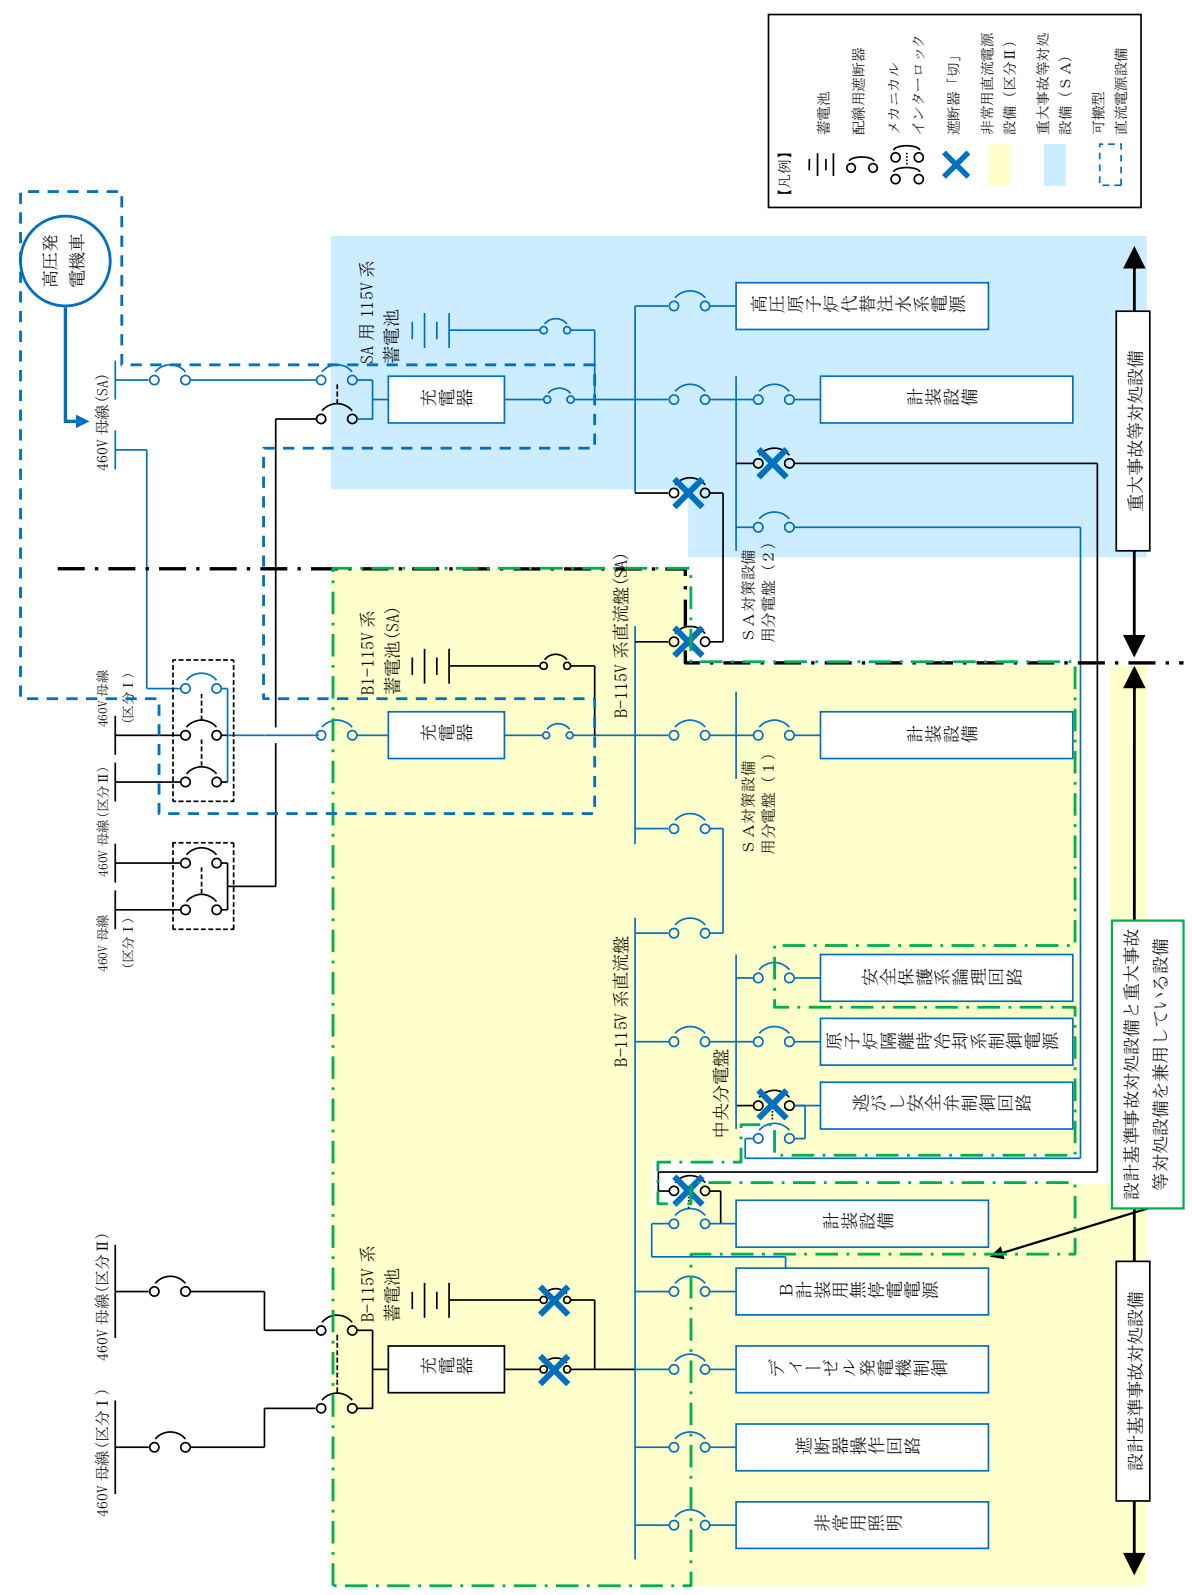 【凡例】
蓄電池
配線用遮断器
メカニカル
インターロック
遮断器「切」
非常用直流電源
設備（区分Ⅱ）
重大事故等対処
設備（ＳＡ）
可搬型
直流電源設備
高圧発
電機車
460V 母線(SA)
SA 用 115V 系
蓄電池
充電器
高圧原子炉代替注水系電源
計装設備
ＳＡ対策設備
用分電盤（2）
重大事故等対処設備
460V 母線
(区分Ⅰ)
460V 母線(区分Ⅱ)
460V 母線
(区分Ⅰ)
B1-115V 系
蓄電池(SA)
充電器
B-115V 系直流盤(SA)
計装設備
ＳＡ対策設備
用分電盤（1）
B-115V 系直流盤
中央分電盤
安全保護系論理回路
原子炉隔離時冷却系制御電源
逃がし安全弁制御回路
設計基準事故対処設備と重大事故
等対処設備を兼用している設備
460V 母線(区分Ⅱ)
460V 母線(区分Ⅰ)
B-115V 系
蓄電池
充電器
計装設備
B計装用無停電電源
ディーゼル発電機制御
遮断器操作回路
非常用照明
設計基準事故対処設備